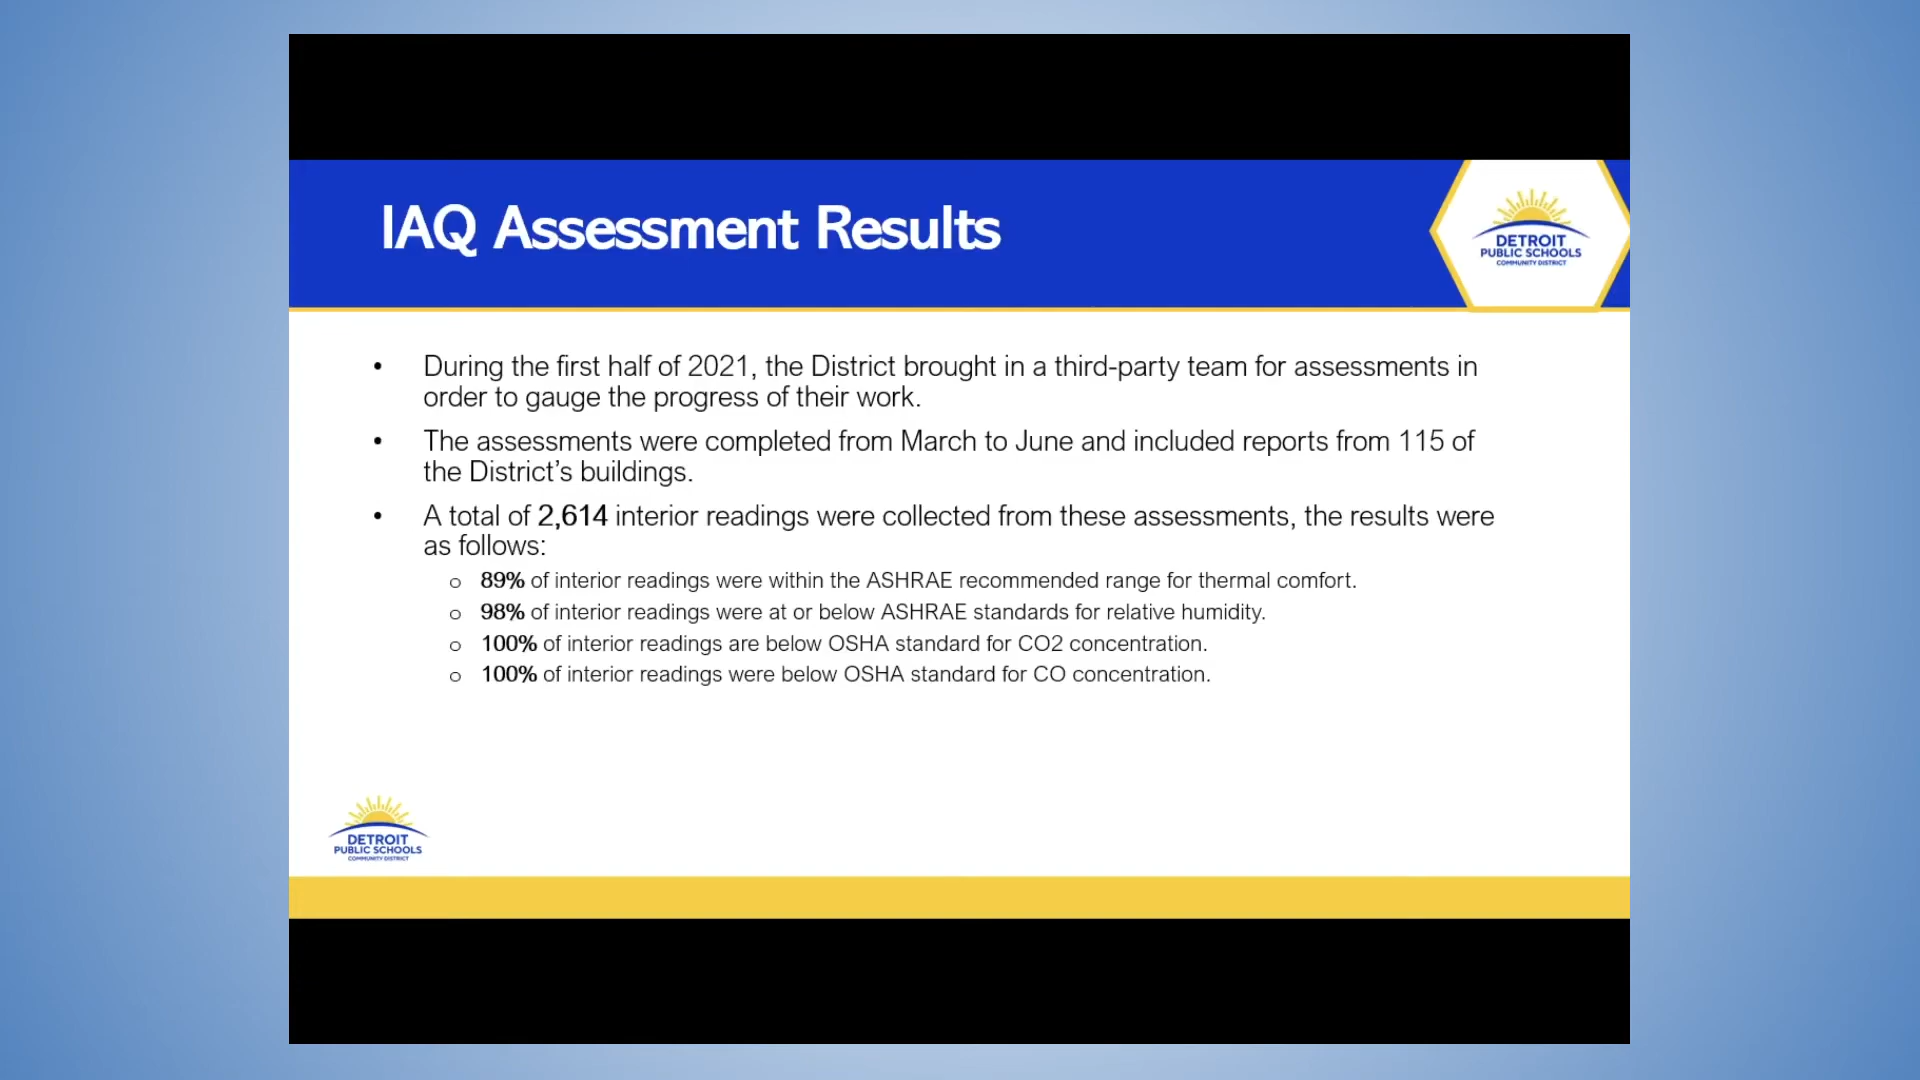 IAQ Assessment Results
DETROIT
PUBLIC SCHOOLS
COMMUNITY DISTRICT
• During the first half of 2021, the District brought in a third-party team for assessments in
order to gauge the progress of their work.
• The assessments were completed from March to June and included reports from 115 of
the District’s buildings.
• A total of 2,614 interior readings were collected from these assessments, the results were
as follows:
o 89% of interior readings were within the ASHRAE recommended range for thermal comfort.
o 98% of interior readings were at or below ASHRAE standards for relative humidity.
o 100% of interior readings are below OSHA standard for CO2 concentration.
o 100% of interior readings were below OSHA standard for CO concentration.
DETROIT
PUBLIC SCHOOLS
COMMUNITY DISTRICT